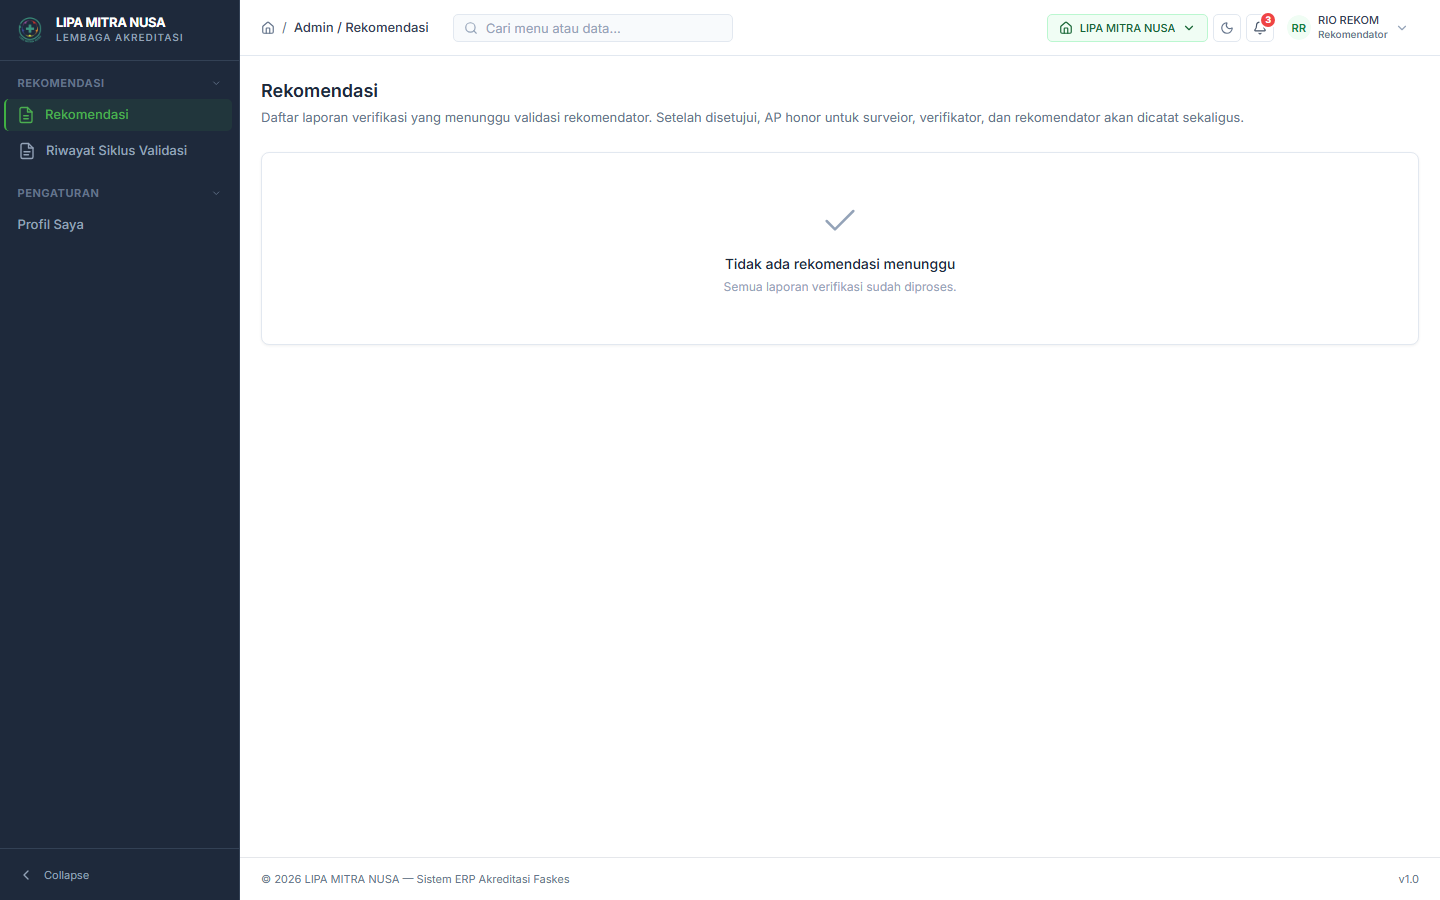 LIPA MITRA NUSA
LEMBAGA AKREDITASI
REKOMENDASI
Rekomendasi
Riwayat Siklus Validasi
PENGATURAN
Profil Saya
Collapse
/ Admin / Rekomendasi
Cari menu atau data...
LIPA MITRA NUSA
3
RR
RIO REKOM
Rekomendator
Rekomendasi
Daftar laporan verifikasi yang menunggu validasi rekomendator. Setelah disetujui, AP honor untuk surveior, verifikator, dan rekomendator akan dicatat sekaligus.
Tidak ada rekomendasi menunggu
Semua laporan verifikasi sudah diproses.
© 2026 LIPA MITRA NUSA — Sistem ERP Akreditasi Faskes
v1.0